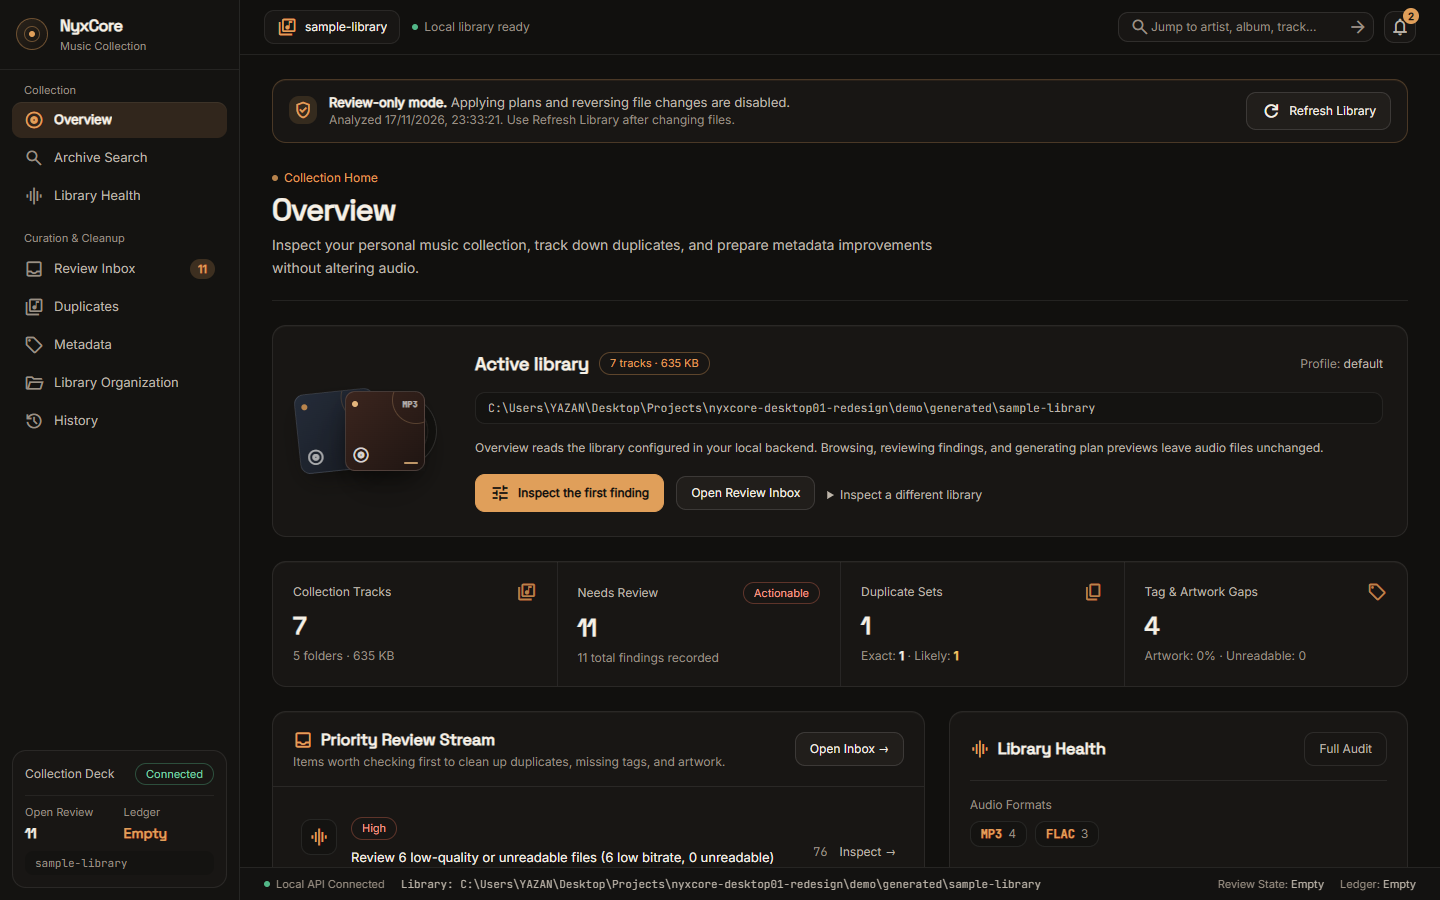 NyxCore
Music Collection
Collection
Overview
Archive Search
Library Health
Curation & Cleanup
Review Inbox 11
Duplicates
Metadata
Library Organization
History
Collection Deck Connected
Open Review Ledger
11 Empty
sample-library
sample-library Local library ready
Jump to artist, album, track...
2
Review-only mode. Applying plans and reversing file changes are disabled.
Analyzed 17/11/2026, 23:33:21. Use Refresh Library after changing files.
Refresh Library
Collection Home
Overview
Inspect your personal music collection, track down duplicates, and prepare metadata improvements
without altering audio.
MP3
Active library 7 tracks · 635 KB
Profile: default
C:\Users\YAZAN\Desktop\Projects\nyxcore-desktop01-redesign\demo\generated\sample-library
Overview reads the library configured in your local backend. Browsing, reviewing findings, and generating plan previews leave audio files unchanged.
Inspect the first finding Open Review Inbox ▶ Inspect a different library
Collection Tracks
7
5 folders · 635 KB
Needs Review Actionable
11
11 total findings recorded
Duplicate Sets
1
Exact: 1 · Likely: 1
Tag & Artwork Gaps
4
Artwork: 0% · Unreadable: 0
Priority Review Stream
Items worth checking first to clean up duplicates, missing tags, and artwork.
Open Inbox →
High
Review 6 low-quality or unreadable files (6 low bitrate, 0 unreadable)
76 Inspect →
Library Health
Full Audit
Audio Formats
MP3 4 FLAC 3
Local API Connected Library: C:\Users\YAZAN\Desktop\Projects\nyxcore-desktop01-redesign\demo\generated\sample-library
Review State: Empty Ledger: Empty